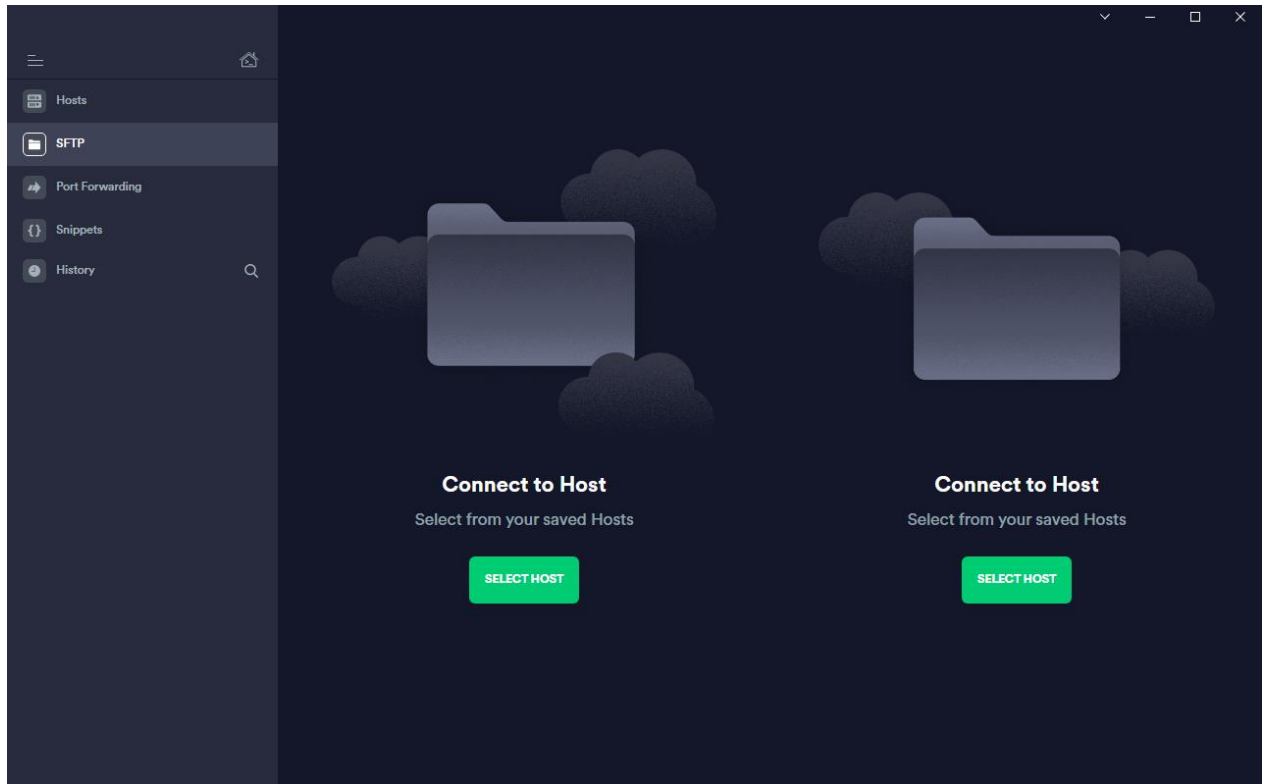 Hosts
SFTP
Port Forwarding
Snippets
History
Connect to Host
Select from your saved Hosts
SELECT HOST
Connect to Host
Select from your saved Hosts
SELECT HOST